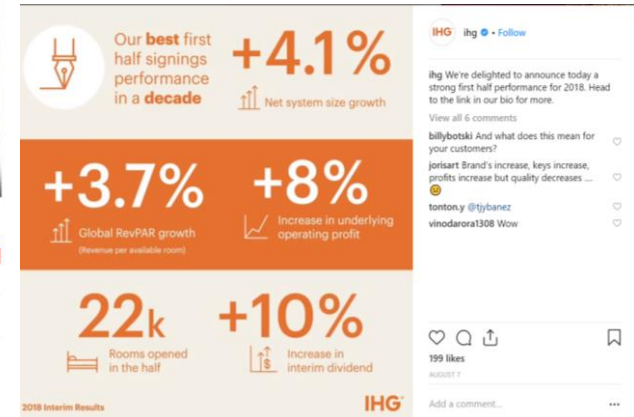 Our best first
half signings
performance
in a decade
+4.1%
Net system size growth
+3.7%
Global RevPAR growth
(Revenue per available room)
+8%
Increase in underlying
operating profit
22k
Rooms opened
in the half
+10%
$
Increase in
interim dividend
2018 Interim Results
IHG
IHG
ihg • Follow
ihg We're delighted to announce today a
strong first half performance for 2018. Head
to the link in our bio for more.
View all 6 comments
billybotski And what does this mean for
your customers?
jorisart Brand's increase, keys increase,
profits increase but quality decreases ....
tonton.y @tjybanez
vinodarora1308 Wow
199 likes
AUGUST 7
Add a comment...